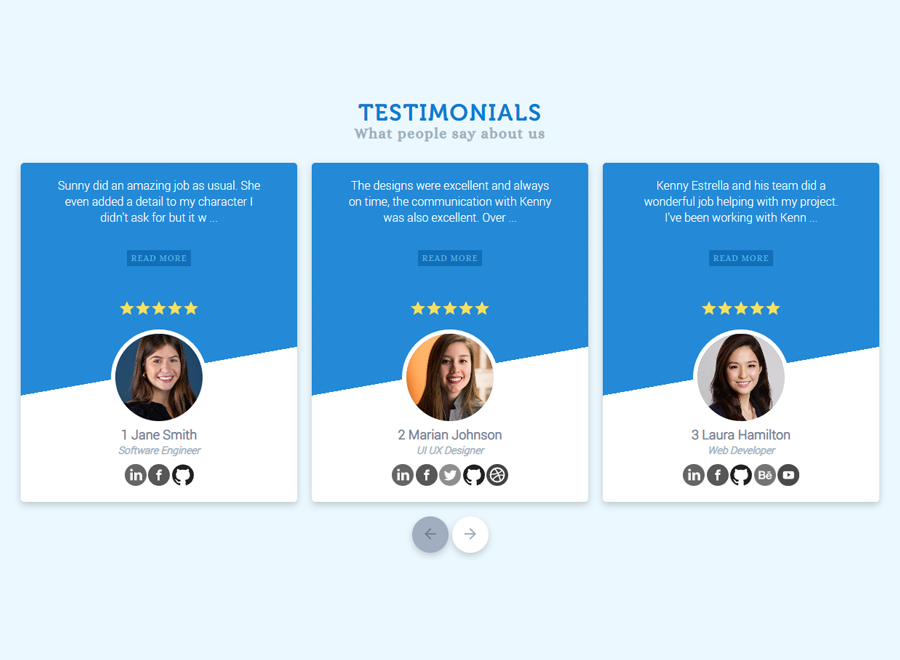 TESTIMONIALS
What people say about us
Sunny did an amazing job as usual. She
even added a detail to my character I
didn't ask for but it w ...
READ MORE
1 Jane Smith
Software Engineer
in f
The designs were excellent and always
on time, the communication with Kenny
was also excellent. Over ...
READ MORE
2 Marian Johnson
UI UX Designer
in f
Kenny Estrella and his team did a
wonderful job helping with my project.
I've been working with Kenn ...
READ MORE
3 Laura Hamilton
Web Developer
in f Bē